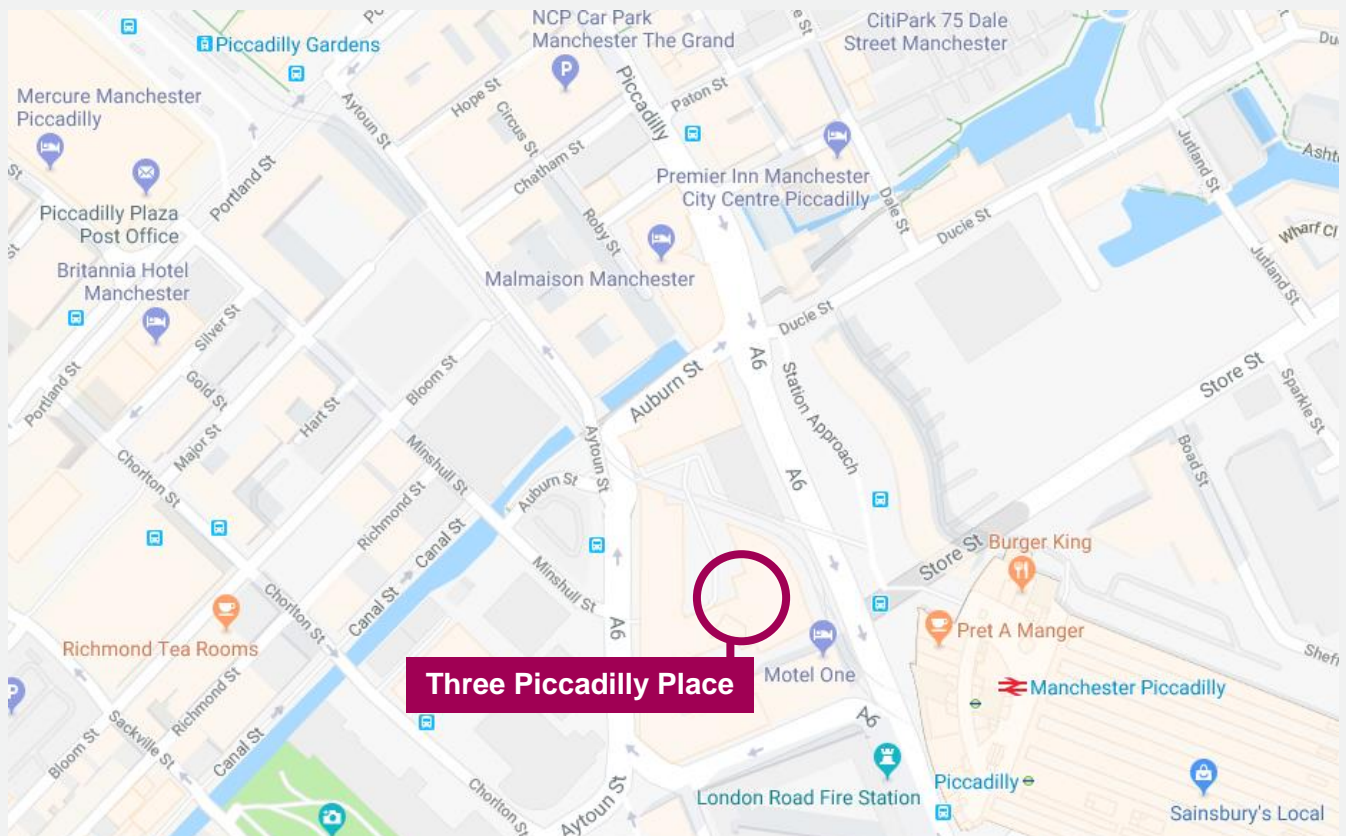 Piccadilly Gardens
NCP Car Park
Manchester The Grand
CitiPark 75 Dale
Street Manchester
Mercure Manchester
Piccadilly
Aytoun St
Hope St
Circus St
Piccadilly
Paton St
Jutland St
Chatham St
Premier Inn Manchester
City Centre Piccadilly
Piccadilly Plaza
Post Office
Portland St
Roby St
Dale St
Ducie St
Wharf Cl
Britannia Hotel
Manchester
Malmaison Manchester
Jutland St
Silver St
Ducie St
Portland St
Gold St
Bloom St
Auburn St
A6
Station Approach
Store St
Sparkle St
Major St
Hart St
Chorlton St
Minshull St
Aytoun St
Auburn St
A6
Board St
Richmond St
Canal St
Store St
Burger King
Minshull St
Chorlton St
Canal St
A6
Pret A Manger
Richmond Tea Rooms
Three Piccadilly Place
Motel One
Manchester Piccadilly
Richmond St
Sackville St
Bloom St
Canal St
A6
Chorlton St
Aytoun St
London Road Fire Station
Piccadilly
Sainsbury's Local